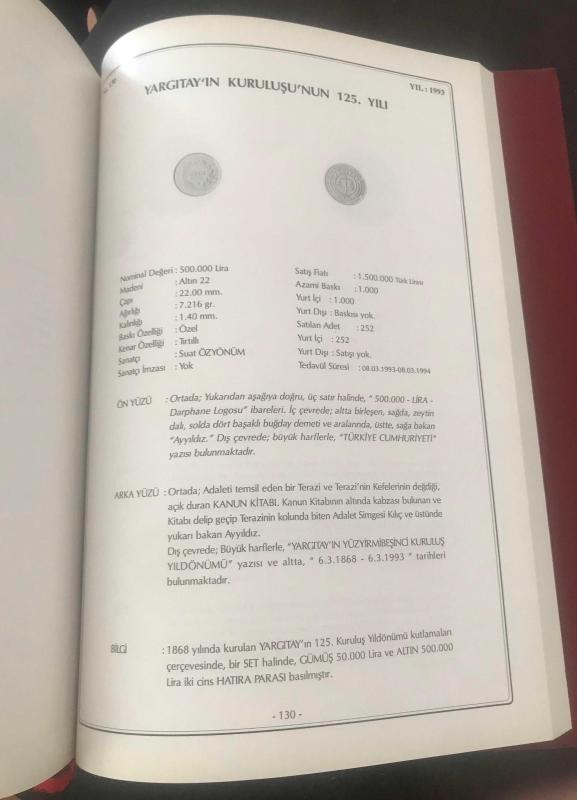 YARGITAY'IN KURULUŞU'NUN 125. YILI
YIL : 1993
Nominal Değeri : 500.000 Lira
Madeni : Altın 22
Çapı : 22.00 mm.
Ağırlığı : 7.216 gr.
Kalınlığı : 1.40 mm.
Baskı Özelliği : Özel
Kenar Özelliği : Tırtıllı
Sanatçı : Suat ÖZYÖNÜM
Sanatçı İmzası : Yok
Satış Fiatı : 1.500.000 Türk Lirası
Azami Baskı : 1.000
Yurt İçi : 1.000
Yurt Dışı : Baskısı yok.
Satılan Adet : 252
Yurt İçi : 252
Yurt Dışı : Satışı yok.
Tedavül Süresi : 08.03.1993-08.03.1994
ÖN YÜZÜ : Ortada; Yukarıdan aşağıya doğru, üç satır halinde, " 500.000 - LİRA -
Darphane Logosu" ibareleri. İç çevrede; altta birleşen, sağda, zeytin
dalı, solda dört başaklı buğday demeti ve aralarında, üstte, sağa bakan
"Ayyıldız." Dış çevrede; büyük harflerle, "TÜRKİYE CUMHURİYETİ"
yazısı bulunmaktadır.
ARKA YÜZÜ : Ortada; Adaleti temsil eden bir Terazi ve Terazi'nin Kefelerinin değdiği,
açık duran KANUN KİTABI. Kanun Kitabının altında kabzası bulunan ve
Kitabı delip geçip Terazinin kolunda biten Adalet Simgesi Kılıç ve üstünde
yukarı bakan Ayyıldız.
Dış çevrede; Büyük harflerle, "YARGITAY'IN YÜZYİRMİBEŞİNCİ KURULUŞ
YILDÖNÜMÜ" yazısı ve altta, " 6.3.1868 - 6.3.1993 " tarihleri
bulunmaktadır.
BİLGİ : 1868 yılında kurulan YARGITAY'ın 125. Kuruluş Yıldönümü kutlamaları
çerçevesinde, bir SET halinde, GÜMÜŞ 50.000 Lira ve ALTIN 500.000
Lira iki cins HATIRA PARASI basılmıştır.
- 130 -